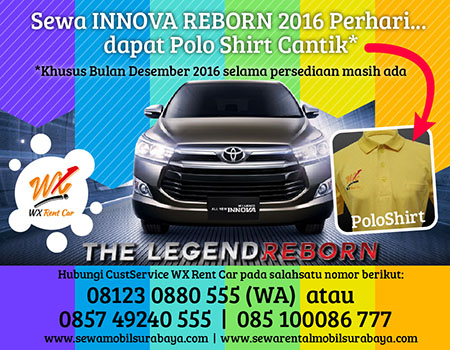 Sewa INNOVA REBORN 2016 Perhari...
dapat Polo Shirt Cantik*
*Khusus Bulan Desember 2016 selama persediaan masih ada
WX
WX Rent Car
ALL NEW KIJANG INNOVA
PoloShirt
THE LEGENDREBORN
Hubungi CustService WX Rent Car pada salahsatu nomor berikut:
08123 0880 555 (WA) atau
0857 49240 555 | 085 100086 777
www.sewamobilsurabaya.com | www.sewarentalmobilsurabaya.com